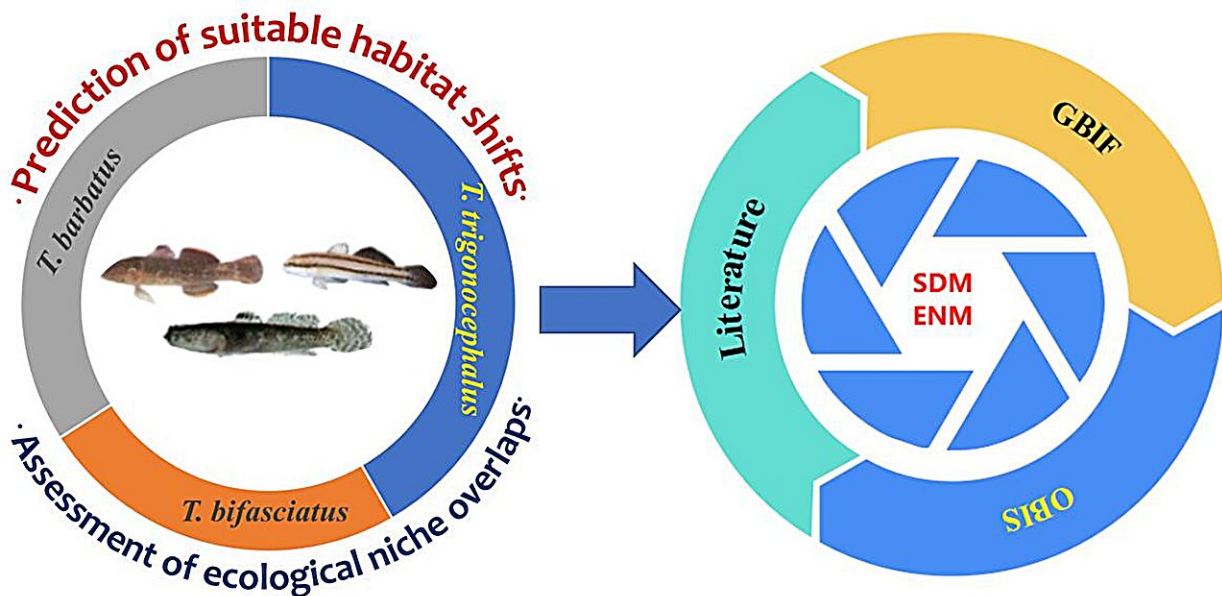 ·Prediction of suitable habitat shifts·
T. barbatus
T. trigonocephalus
T. bifasciatus
·Assessment of ecological niche overlaps·
GBIF
Literature
SDM
ENM
OBIS